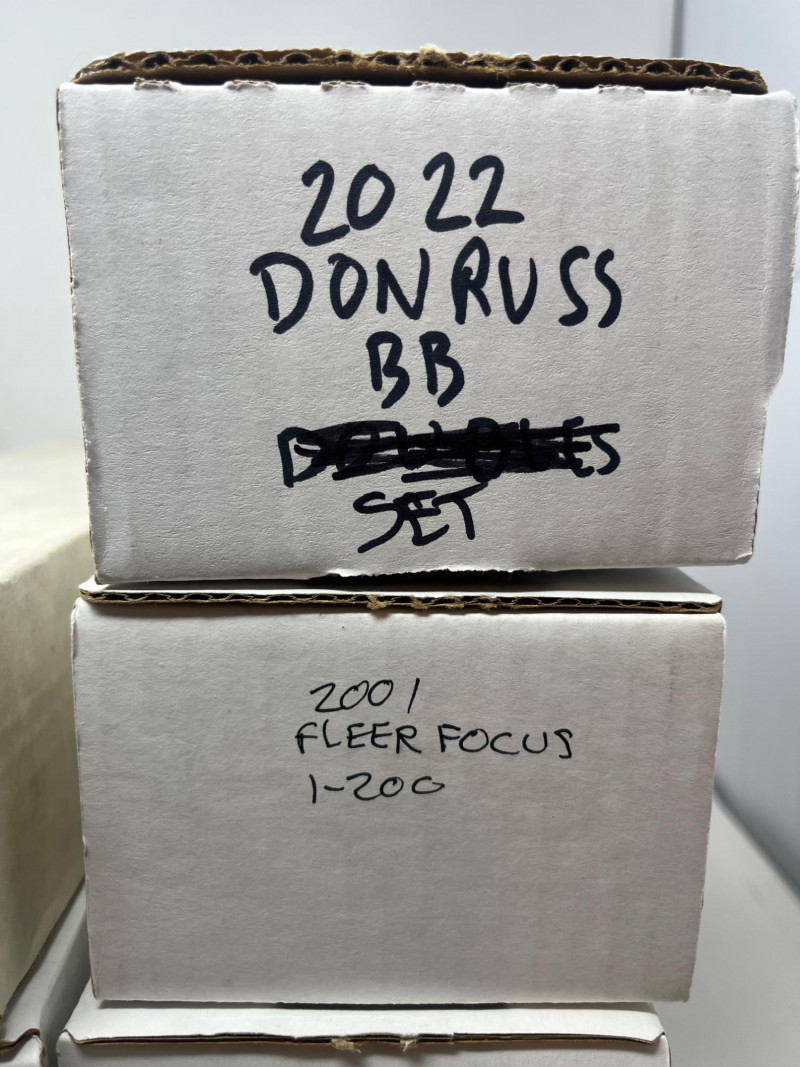 2022
DONRUSS
BB
SET
2001
FLEER FOCUS
1-200